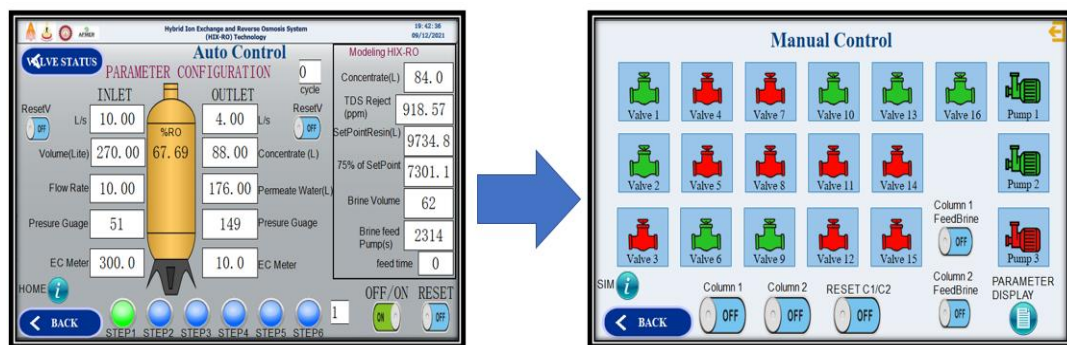 Hybrid Ion Exchange and Reverse Osmosis System
(HIX-RO) Technology
19:42:36
09/12/2021
VALVE STATUS
Auto Control
PARAMETER CONFIGURATION
0
cycle
INLET
OUTLET
ResetV
OFF
L/s
10.00
4.00
L/s
ResetV
OFF
%RO
67.69
Volume(Lite)
270.00
88.00
Concentrate (L)
Flow Rate
10.00
176.00
Permeate Water(L)
Presure Guage
51
149
Presure Guage
EC Meter
300.0
10.0
EC Meter
Modeling HIX-RO
Concentrate(L)
84.0
TDS Reject
(ppm)
918.57
SetPointResin(L)
9734.8
75% of SetPoint
7301.1
Brine Volume
62
Brine feed
Pump(s)
2314
feed time
0
HOME
BACK
STEP1
STEP2
STEP3
STEP4
STEP5
STEP6
1
OFF/ON
ON
RESET
OFF
Manual Control
Valve 1
Valve 4
Valve 7
Valve 10
Valve 13
Valve 16
Pump 1
Valve 2
Valve 5
Valve 8
Valve 11
Valve 14
Pump 2
Valve 3
Valve 6
Valve 9
Valve 12
Valve 15
Column 1
FeedBrine
OFF
Pump 3
SIM
BACK
Column 1
OFF
Column 2
OFF
RESET C1/C2
OFF
Column 2
FeedBrine
OFF
PARAMETER
DISPLAY